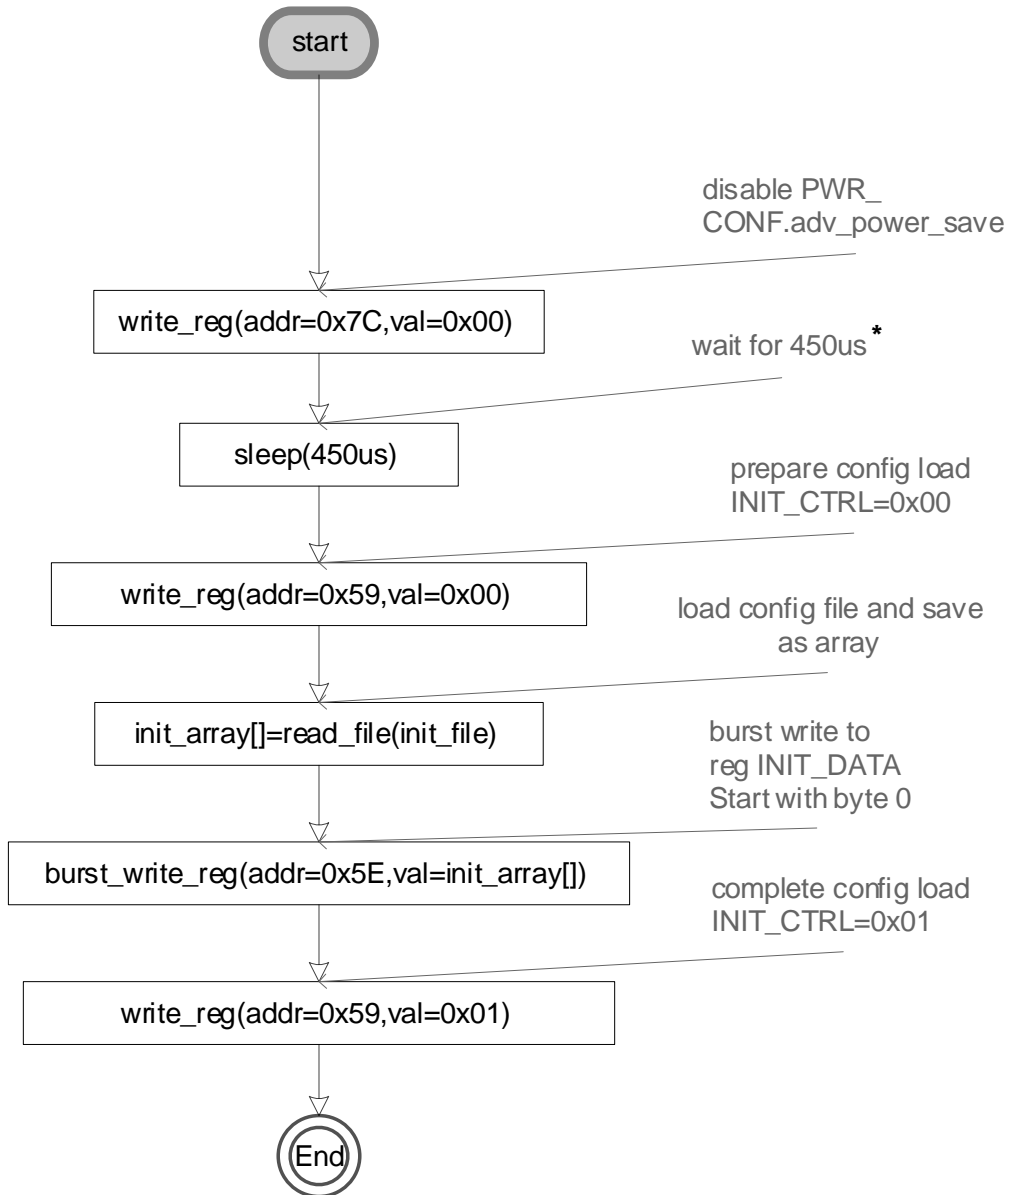 start
disable PWR_
CONF.adv_power_save
write_reg(addr=0x7C,val=0x00)
wait for 450us*
sleep(450us)
prepare config load
INIT_CTRL=0x00
write_reg(addr=0x59,val=0x00)
load config file and save
as array
init_array[]=read_file(init_file)
burst write to
reg INIT_DATA
Start with byte 0
burst_write_reg(addr=0x5E,val=init_array[])
complete config load
INIT_CTRL=0x01
write_reg(addr=0x59,val=0x01)
End